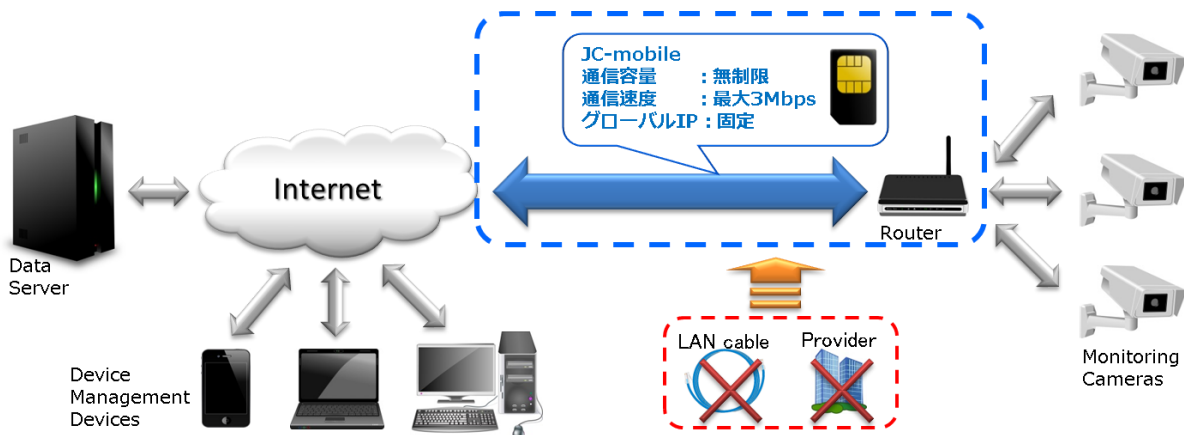 JC-mobile
通信容量　　：無制限
通信速度　　：最大3Mbps
グローバルIP：固定
Internet
Router
Data
Server
LAN cable
Provider
Device
Management
Devices
Monitoring
Cameras